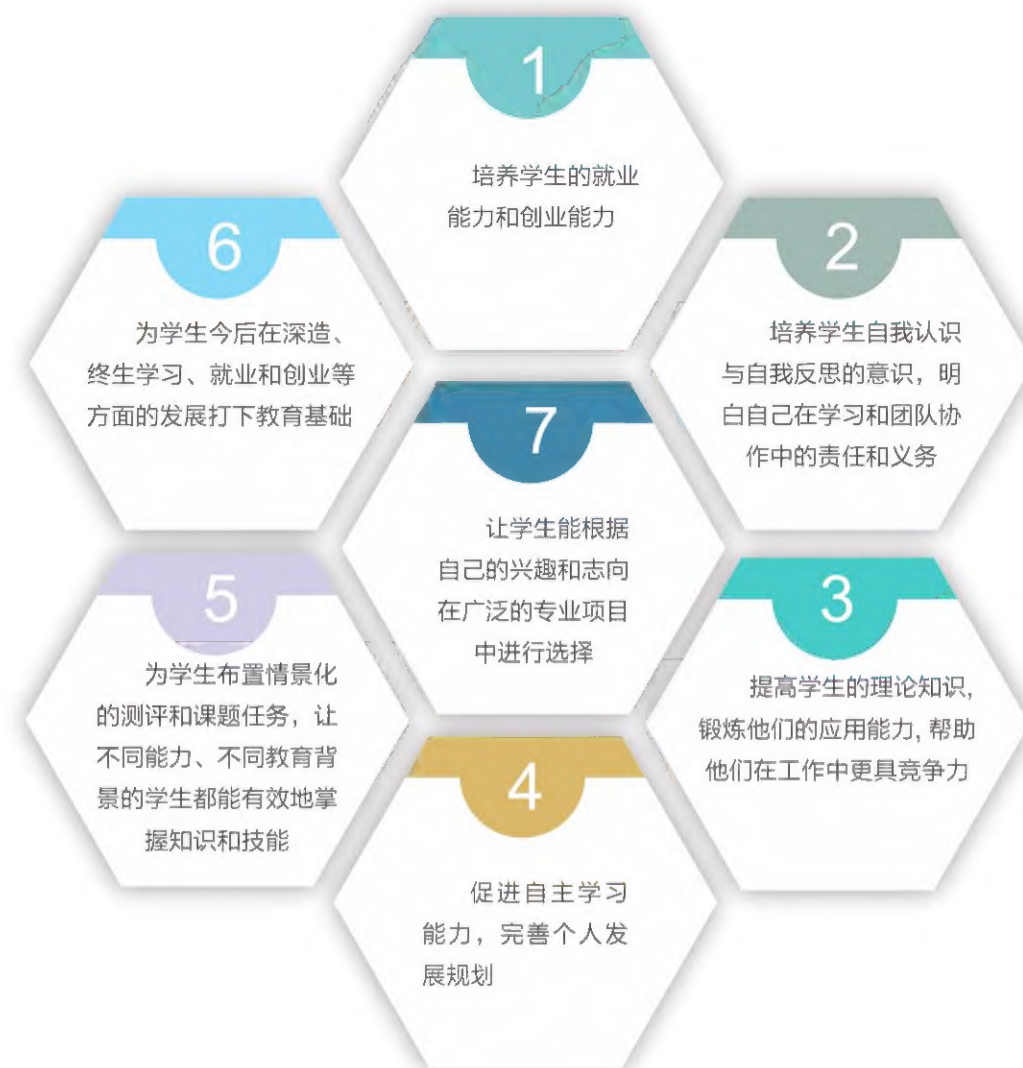 1
培养学生的就业
能力和创业能力
2
培养学生自我认识
与自我反思的意识，明
白自己在学习和团队协
作中的责任和义务
3
提高学生的理论知识，
锻炼他们的应用能力，帮助
他们在工作中更具竞争力
4
促进自主学习
能力，完善个人发
展规划
5
为学生布置情景化
的测评和课题任务，让
不同能力、不同教育背
景的学生都能有效地掌
握知识和技能
6
为学生今后在深造、
终生学习、就业和创业等
方面的发展打下教育基础
7
让学生能根据
自己的兴趣和志向
在广泛的专业项目
中进行选择